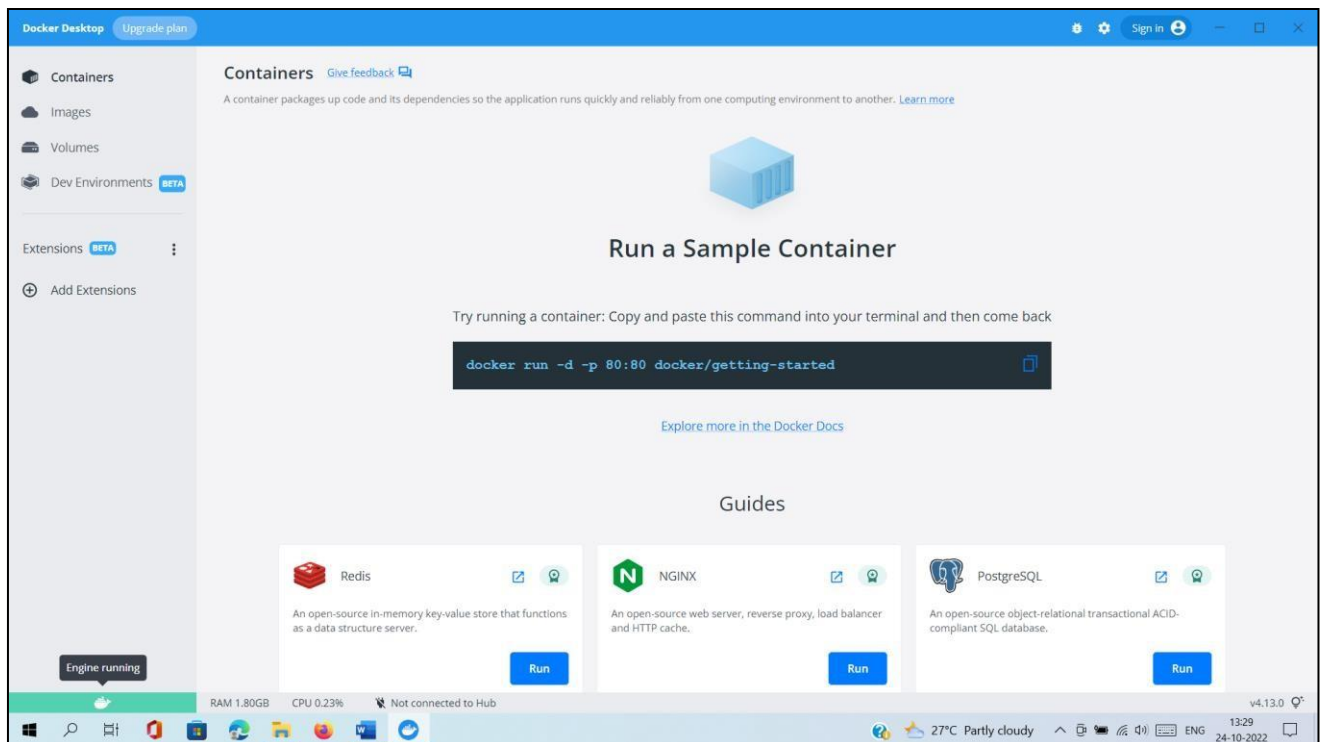 Docker Desktop Upgrade plan Sign in
Containers
Images
Volumes
Dev Environments BETA
Extensions BETA
Add Extensions
Containers Give feedback
A container packages up code and its dependencies so the application runs quickly and reliably from one computing environment to another. Learn more
Run a Sample Container
Try running a container: Copy and paste this command into your terminal and then come back
docker run -d -p 80:80 docker/getting-started
Explore more in the Docker Docs
Guides
Redis
An open-source in-memory key-value store that functions
as a data structure server.
Run
N NGINX
An open-source web server, reverse proxy, load balancer
and HTTP cache.
Run
PostgreSQL
An open-source object-relational transactional ACID-
compliant SQL database.
Run
Engine running
RAM 1.80GB CPU 0.23% Not connected to Hub v4.13.0
27°C Partly cloudy ENG 13:29
24-10-2022